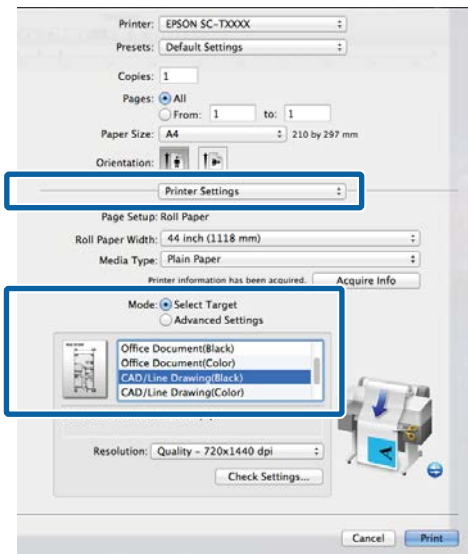 Printer: EPSON SC-TXXXX
Presets: Default Settings
Copies: 1
Pages: All
From: 1 to: 1
Paper Size: A4 210 by 297 mm
Orientation:
Printer Settings
Page Setup: Roll Paper
Roll Paper Width: 44 inch (1118 mm)
Media Type: Plain Paper
Printer information has been acquired. Acquire Info
Mode: Select Target
Advanced Settings
Office Document(Black)
Office Document(Color)
CAD/Line Drawing(Black)
CAD/Line Drawing(Color)
Resolution: Quality - 720x1440 dpi
Check Settings...
Cancel Print